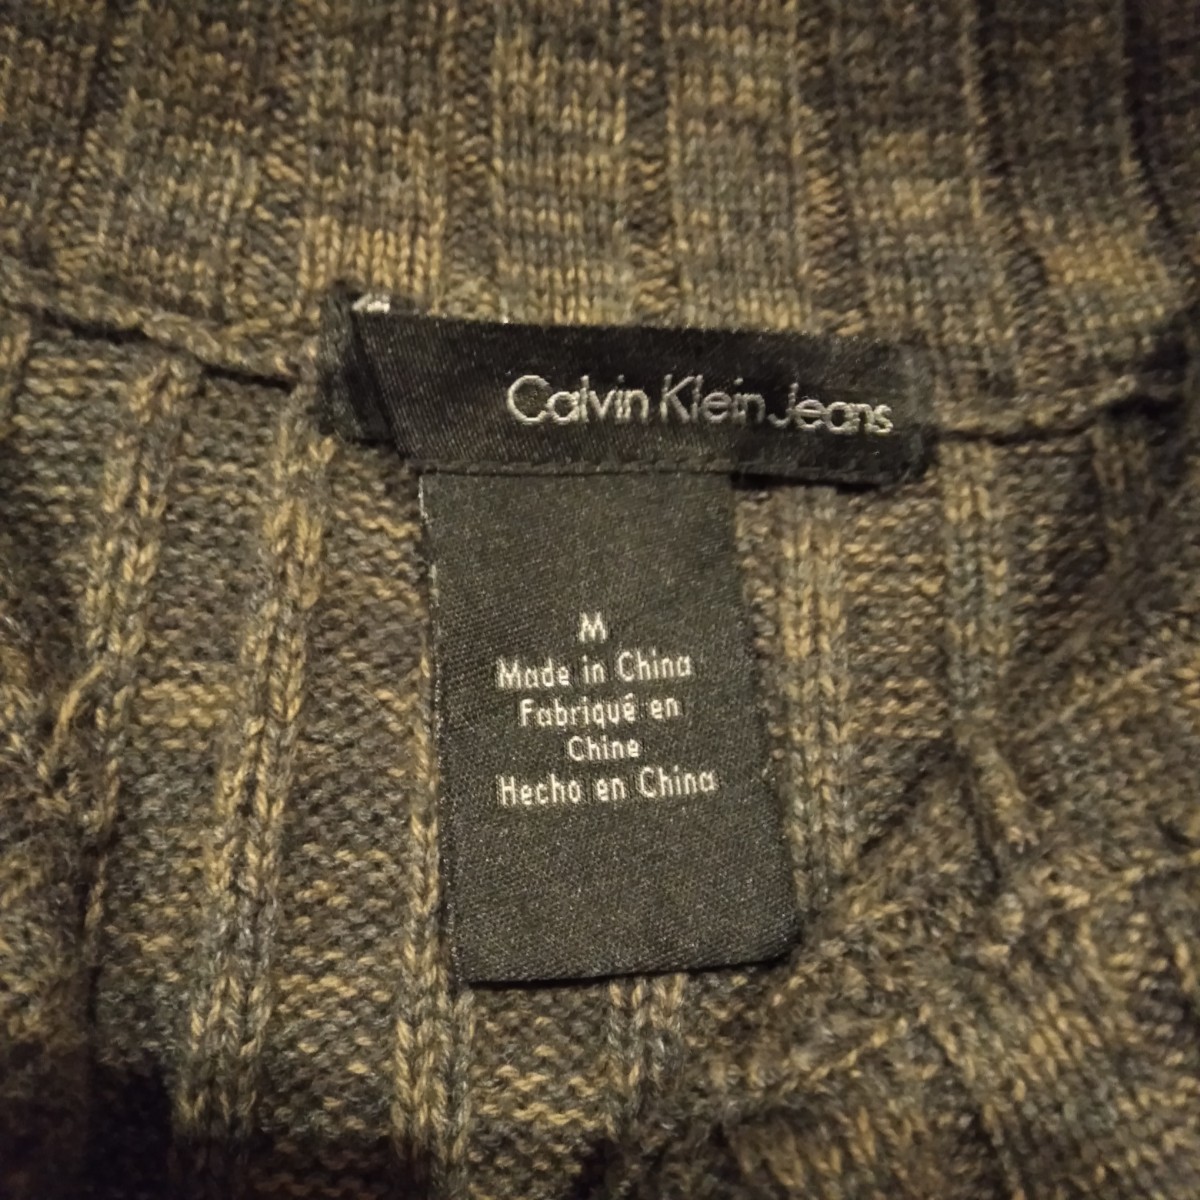 Calvin Klein Jeans
M
Made in China
Fabriqué en
Chine
Hecho en China